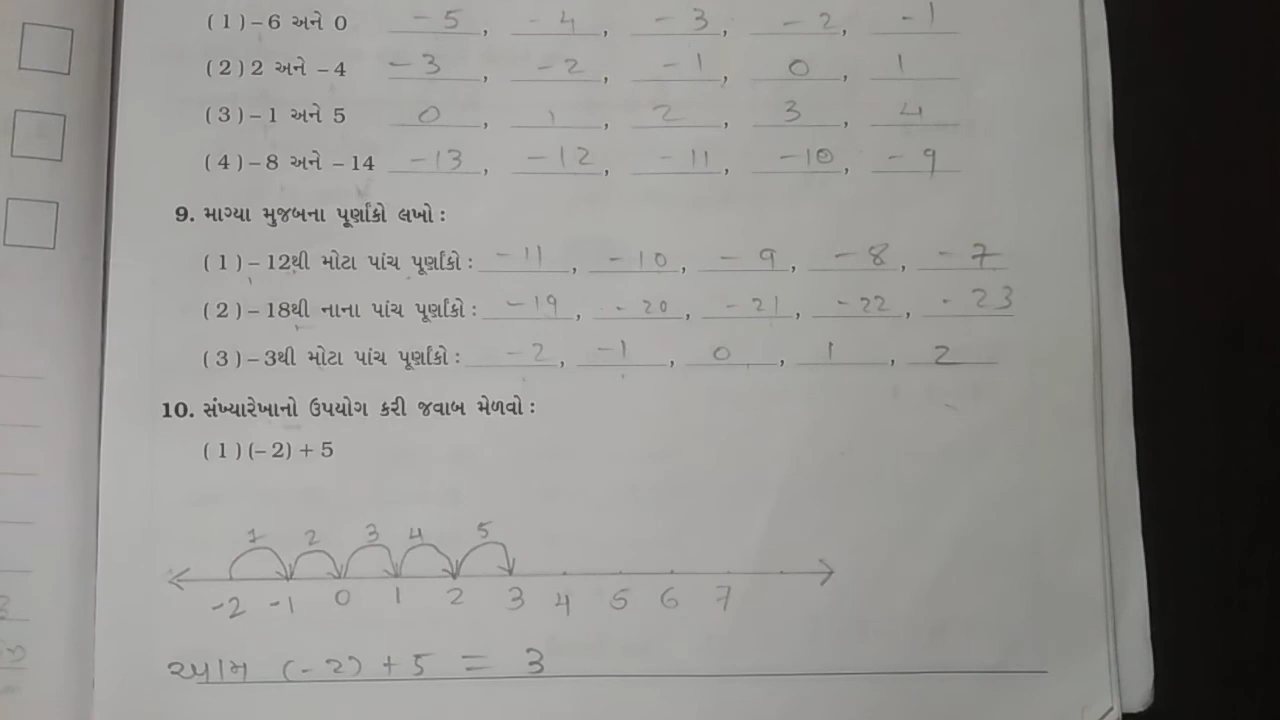 ( 1 ) – 6 અને 0 -5 , -4 , -3 , -2 , -1
( 2 ) 2 અને – 4 -3 , -2 , -1 , 0 , 1
( 3 ) – 1 અને 5 0 , 1 , 2 , 3 , 4
( 4 ) – 8 અને – 14 -13 , -12 , -11 , -10 , -9
9. માગ્યા મુજબના પૂર્ણાંકો લખો :
( 1 ) – 12થી મોટા પાંચ પૂર્ણાંકો : -11 , -10 , -9 , -8 , -7
( 2 ) – 18થી નાના પાંચ પૂર્ણાંકો : -19 , -20 , -21 , -22 , -23
( 3 ) – 3થી મોટા પાંચ પૂર્ણાંકો : -2 , -1 , 0 , 1 , 2
10. સંખ્યારેખાનો ઉપયોગ કરી જવાબ મેળવો :
( 1 ) (– 2) + 5
1 2 3 4 5
-2 -1 0 1 2 3 4 5 6 7
આમ (-2) + 5 = 3